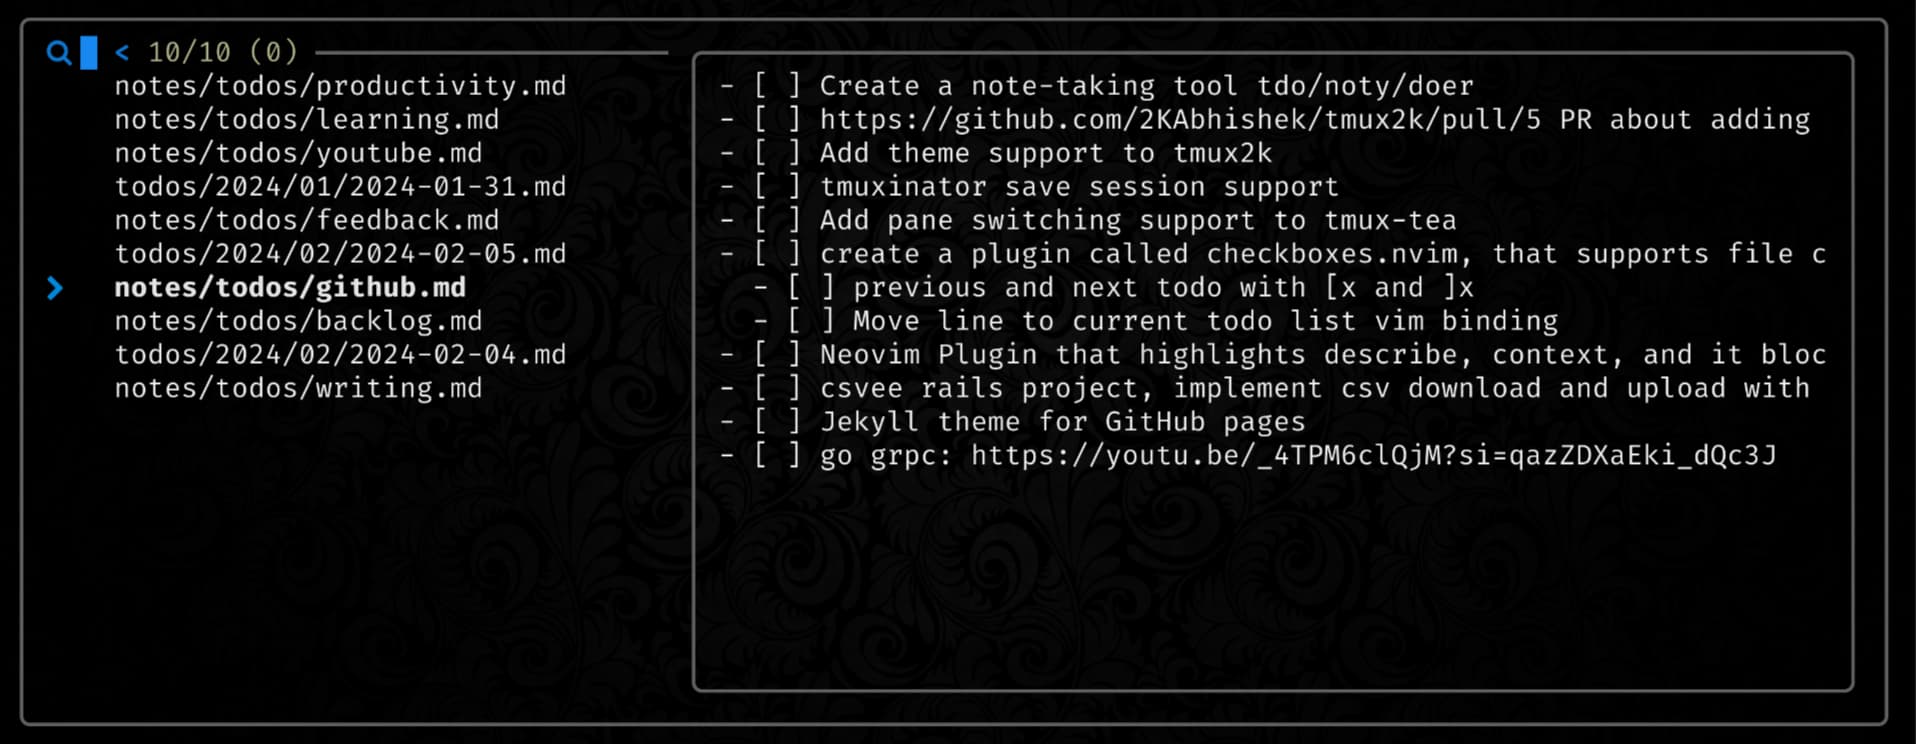 < 10/10 (0)
notes/todos/productivity.md
notes/todos/learning.md
notes/todos/youtube.md
todos/2024/01/2024-01-31.md
notes/todos/feedback.md
todos/2024/02/2024-02-05.md
> notes/todos/github.md
notes/todos/backlog.md
todos/2024/02/2024-02-04.md
notes/todos/writing.md
- [ ] Create a note-taking tool tdo/noty/doer
- [ ] https://github.com/2KAbhishek/tmux2k/pull/5 PR about adding
- [ ] Add theme support to tmux2k
- [ ] tmuxinator save session support
- [ ] Add pane switching support to tmux-tea
- [ ] create a plugin called checkboxes.nvim, that supports file c
  - [ ] previous and next todo with [x and ]x
  - [ ] Move line to current todo list vim binding
- [ ] Neovim Plugin that highlights describe, context, and it bloc
- [ ] csvee rails project, implement csv download and upload with
- [ ] Jekyll theme for GitHub pages
- [ ] go grpc: https://youtu.be/_4TPM6clQjM?si=qazZDXaEki_dQc3J